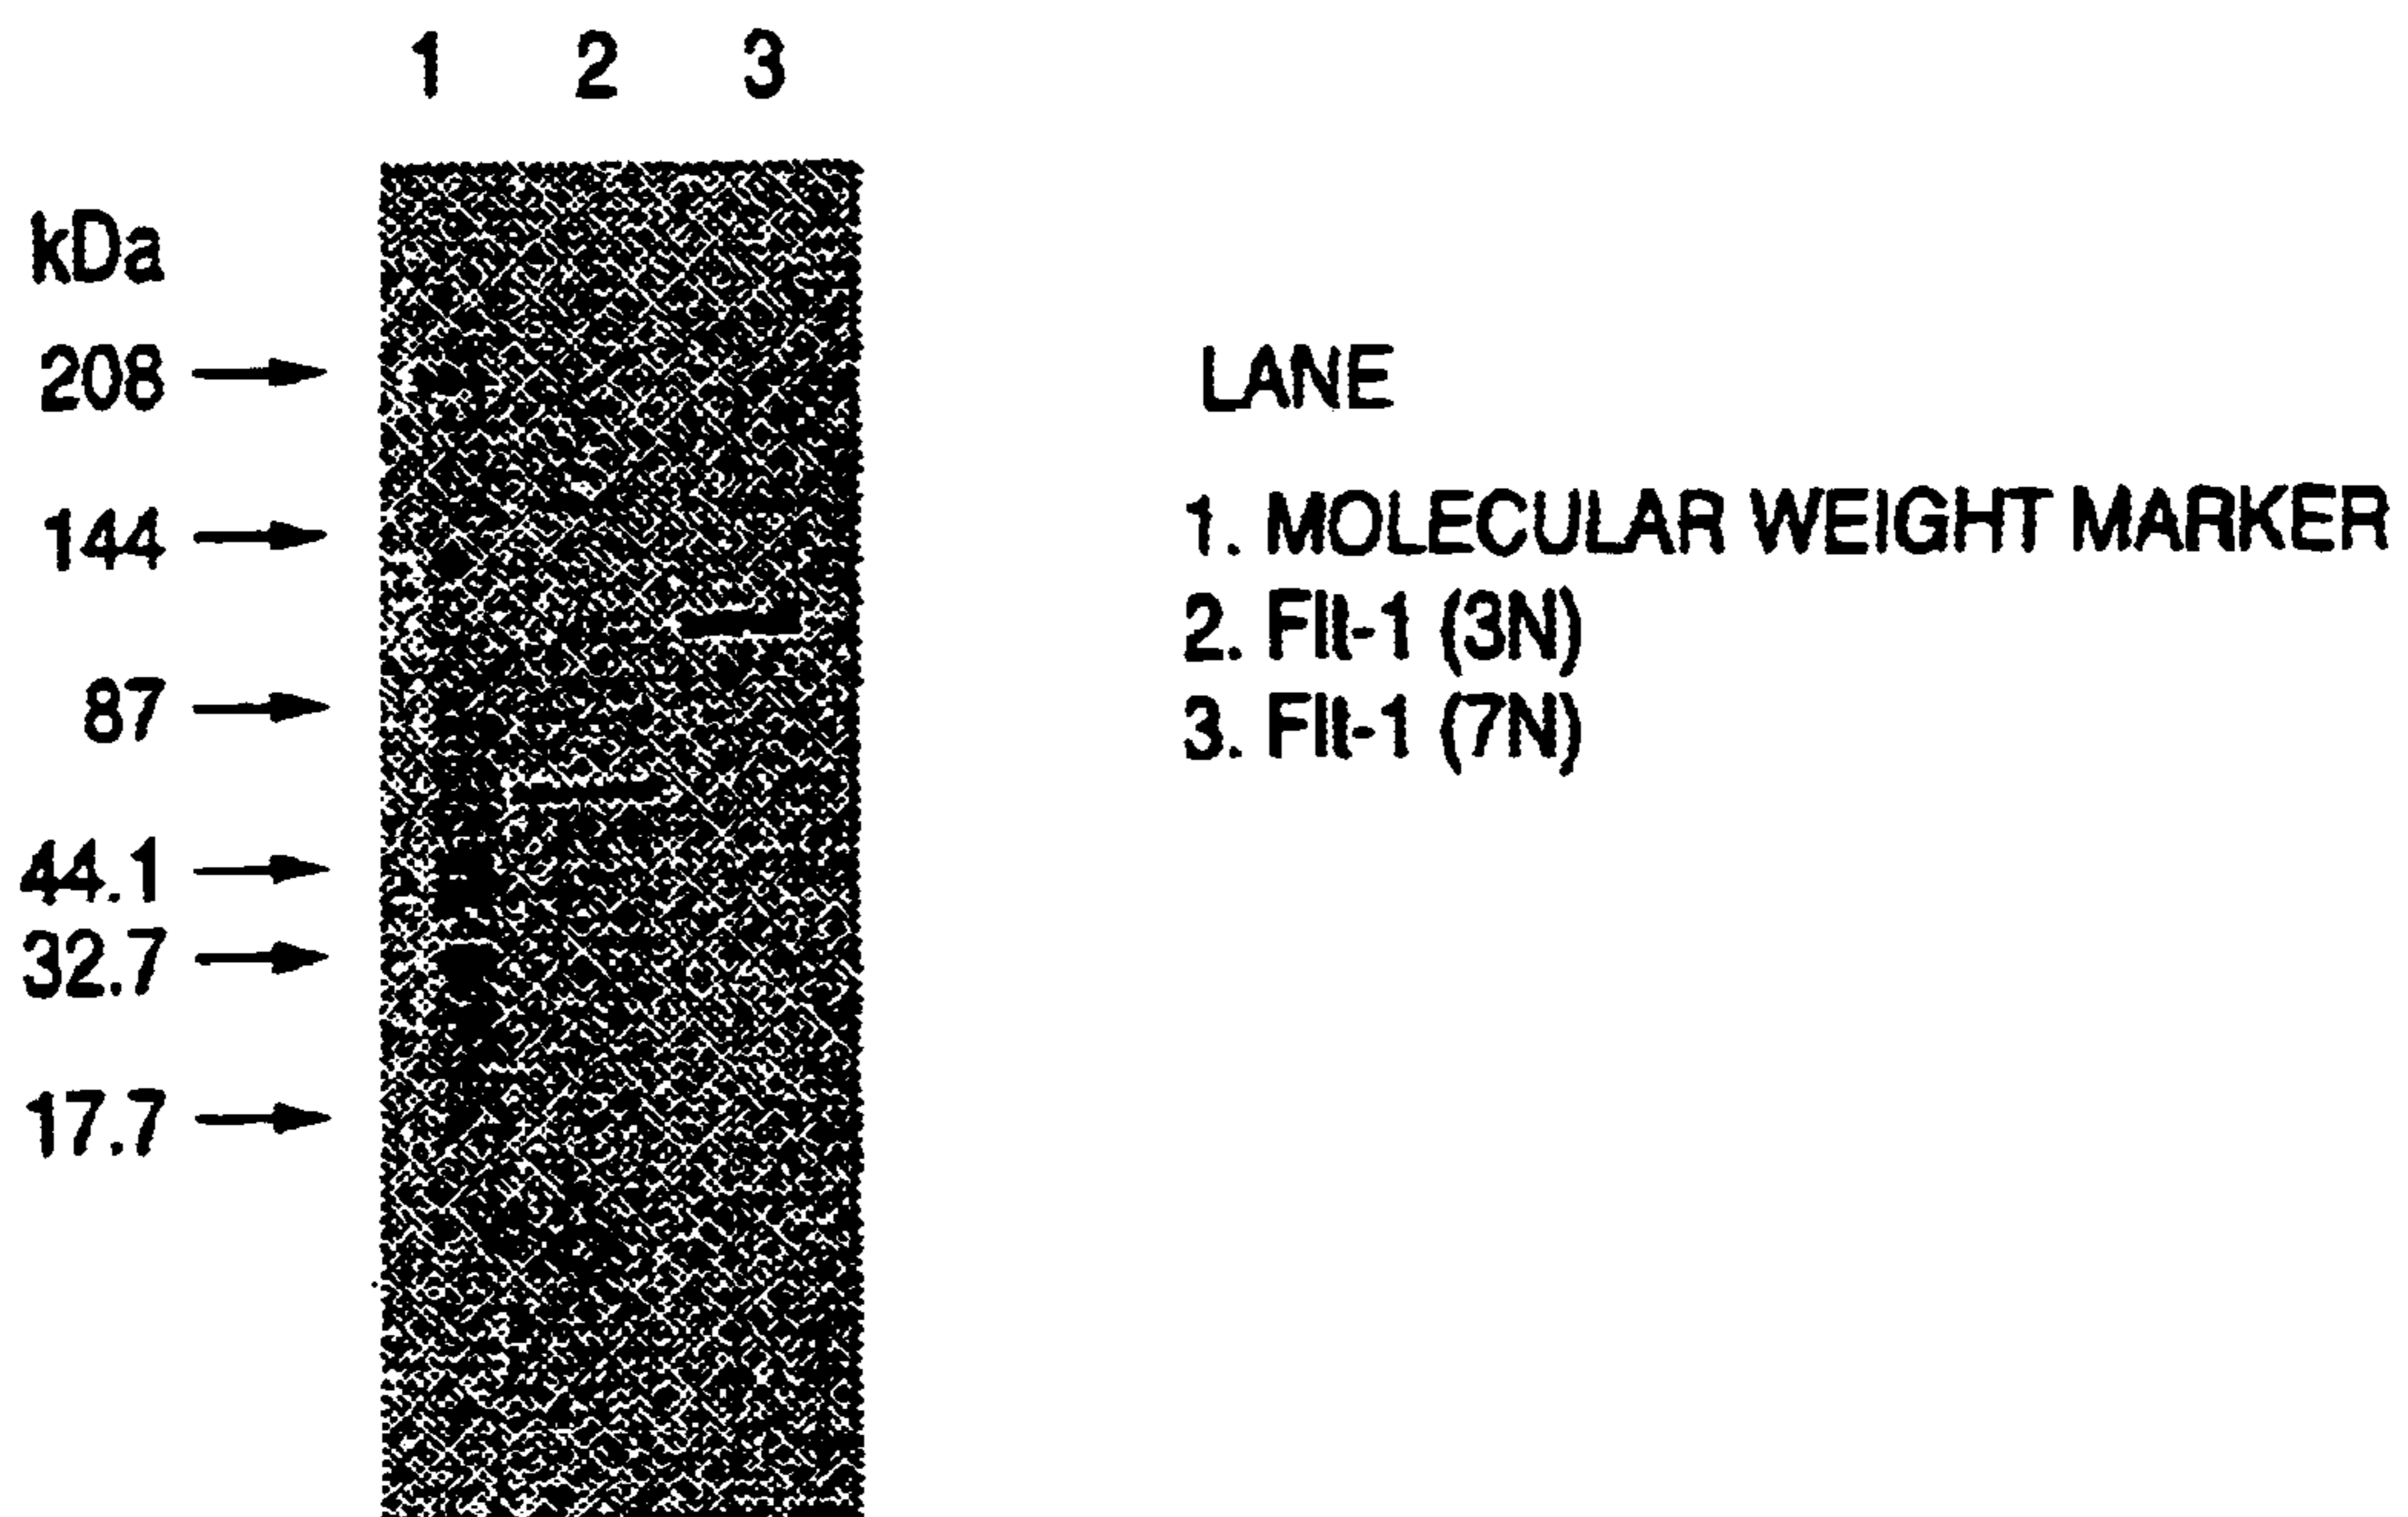 1 2 3
kDa
208
144
87
44.1
32.7
17.7
LANE
1. MOLECULAR WEIGHT MARKER
2. Flt-1 (3N)
3. Flt-1 (7N)